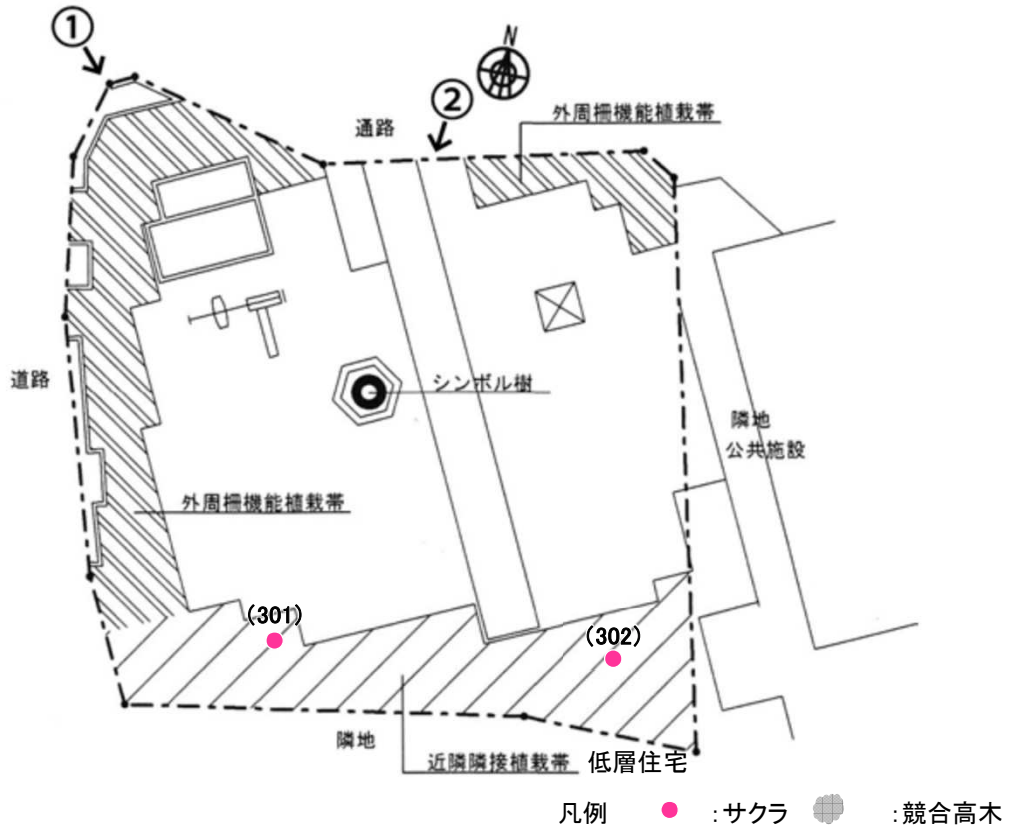 ①
N
②
外周柵機能植栽帯
通路
シンボル樹
道路
隣地
公共施設
外周柵機能植栽帯
(301)
(302)
隣地
近隣隣接植栽帯
低層住宅
凡例 :サクラ :競合高木